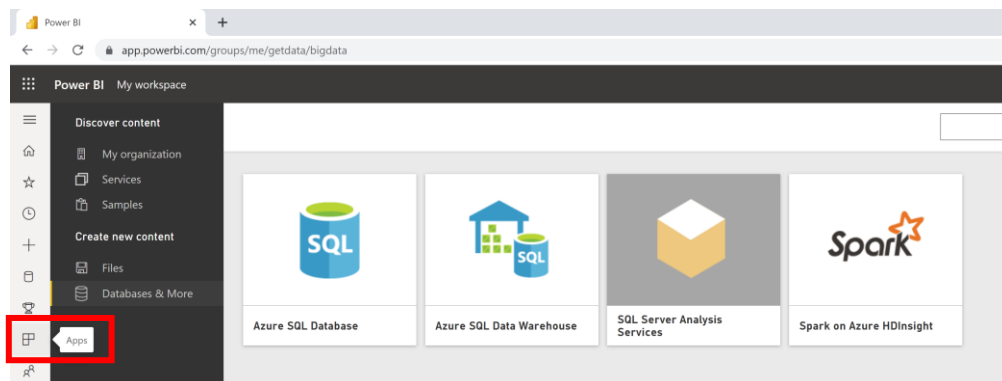 Power BI
app.powerbi.com/groups/me/getdata/bigdata
Power BI My workspace
Discover content
My organization
Services
Samples
Create new content
Files
Databases & More
Apps
SQL
Azure SQL Database
SQL
Azure SQL Data Warehouse
SQL Server Analysis
Services
Spark
Spark on Azure HDInsight